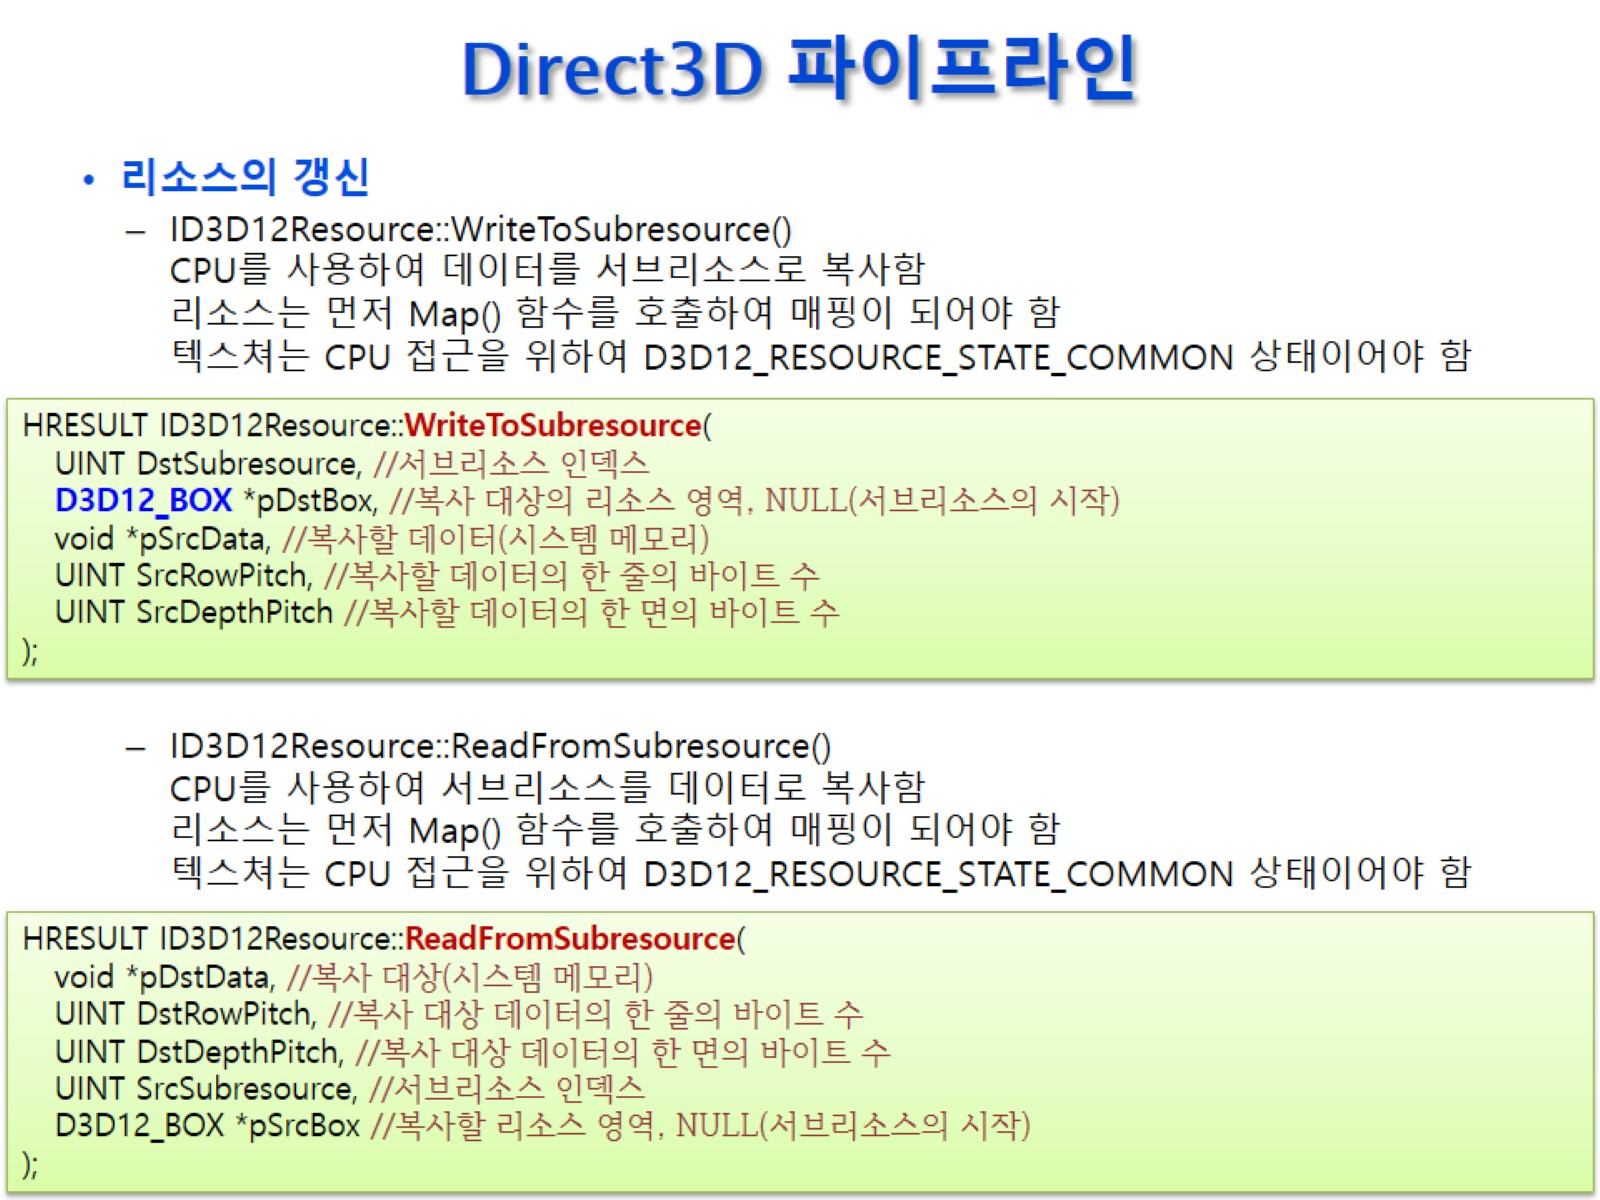 Direct3D 파이프라인
• 리소스의 갱신
– ID3D12Resource::WriteToSubresource()
CPU를 사용하여 데이터를 서브리소스로 복사함
리소스는 먼저 Map() 함수를 호출하여 매핑이 되어야 함
텍스쳐는 CPU 접근을 위하여 D3D12_RESOURCE_STATE_COMMON 상태이어야 함
HRESULT ID3D12Resource::WriteToSubresource(
UINT DstSubresource, //서브리소스 인덱스
D3D12_BOX *pDstBox, //복사 대상의 리소스 영역, NULL(서브리소스의 시작)
void *pSrcData, //복사할 데이터(시스템 메모리)
UINT SrcRowPitch, //복사할 데이터의 한 줄의 바이트 수
UINT SrcDepthPitch //복사할 데이터의 한 면의 바이트 수
);
– ID3D12Resource::ReadFromSubresource()
CPU를 사용하여 서브리소스를 데이터로 복사함
리소스는 먼저 Map() 함수를 호출하여 매핑이 되어야 함
텍스쳐는 CPU 접근을 위하여 D3D12_RESOURCE_STATE_COMMON 상태이어야 함
HRESULT ID3D12Resource::ReadFromSubresource(
void *pDstData, //복사 대상(시스템 메모리)
UINT DstRowPitch, //복사 대상 데이터의 한 줄의 바이트 수
UINT DstDepthPitch, //복사 대상 데이터의 한 면의 바이트 수
UINT SrcSubresource, //서브리소스 인덱스
D3D12_BOX *pSrcBox //복사할 리소스 영역, NULL(서브리소스의 시작)
);